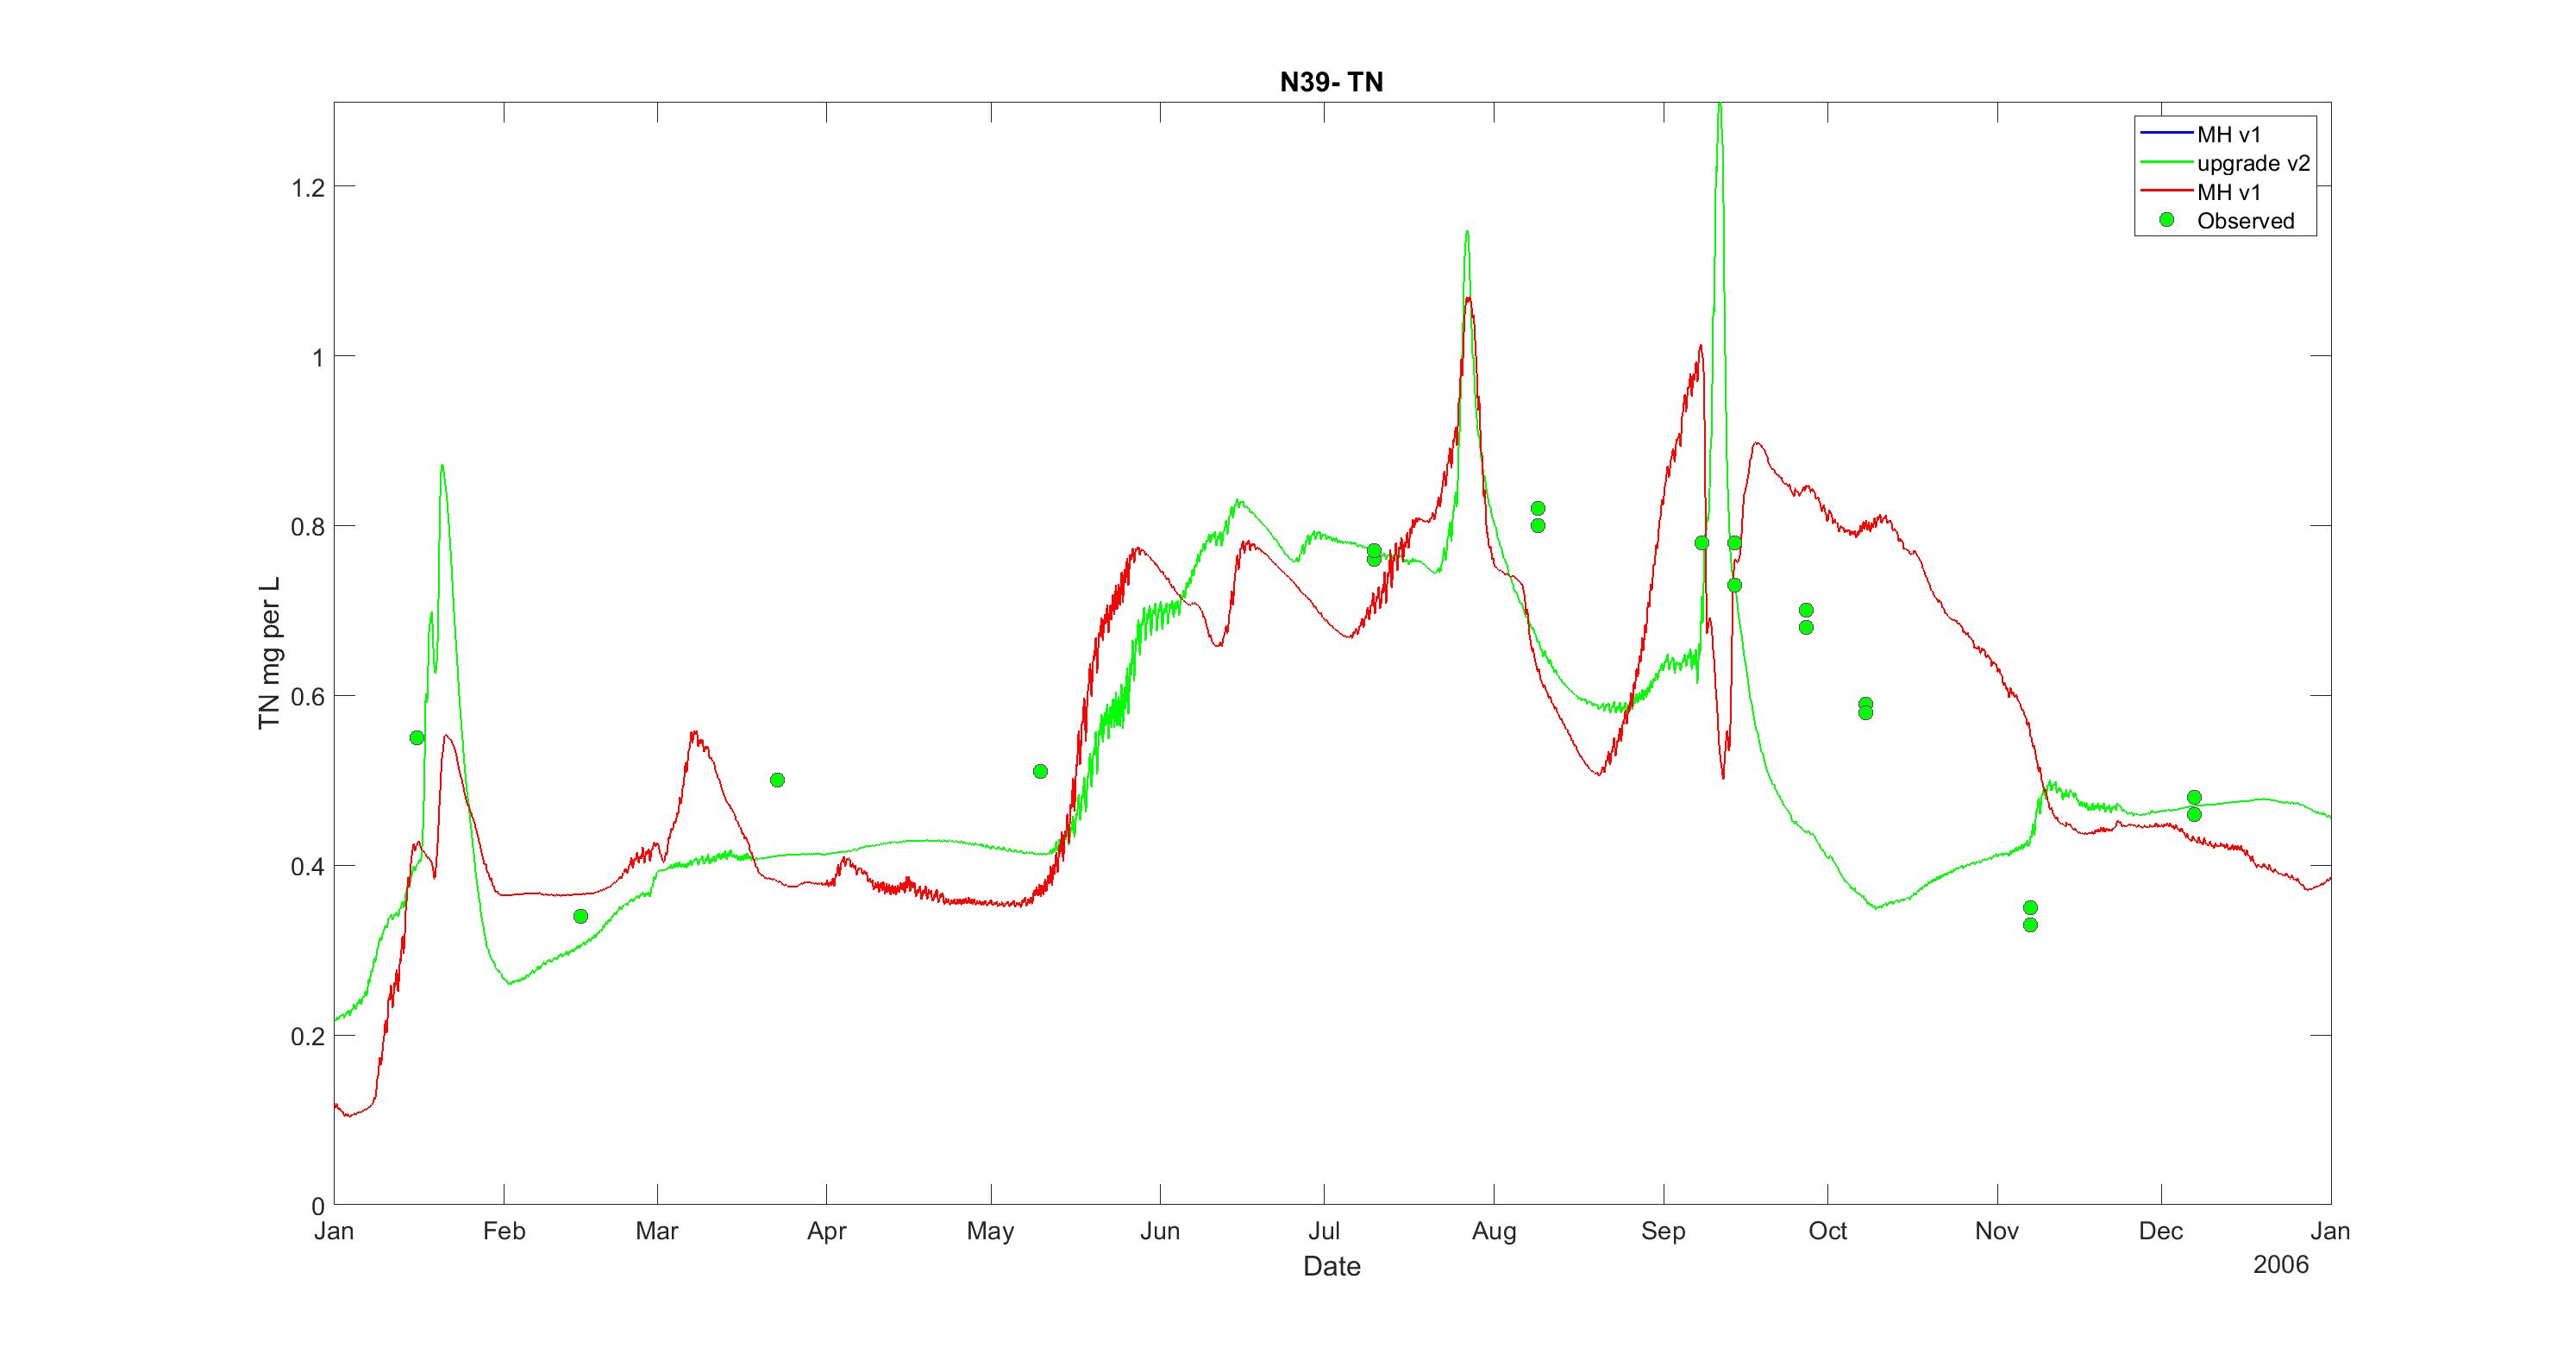 N39- TN
MH v1
upgrade v2
MH v1
Observed
TN mg per L
1.2
1
0.8
0.6
0.4
0.2
0
Jan Feb Mar Apr May Jun Jul Aug Sep Oct Nov Dec Jan
Date
2006